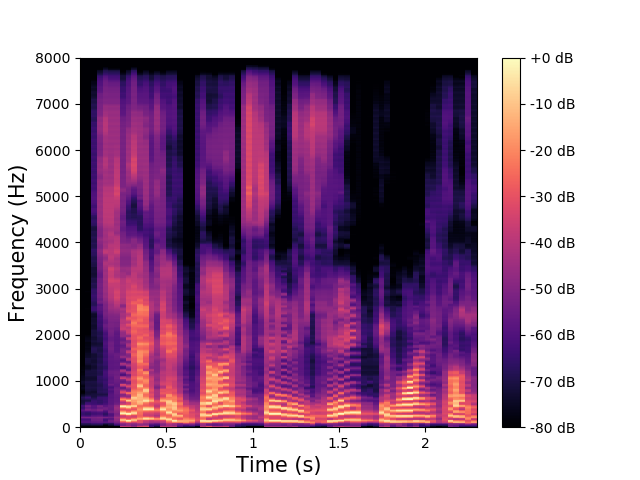 8000
7000
6000
5000
4000
3000
2000
1000
0
Frequency (Hz)
0
0.5
1
1.5
2
Time (s)
+0 dB
-10 dB
-20 dB
-30 dB
-40 dB
-50 dB
-60 dB
-70 dB
-80 dB